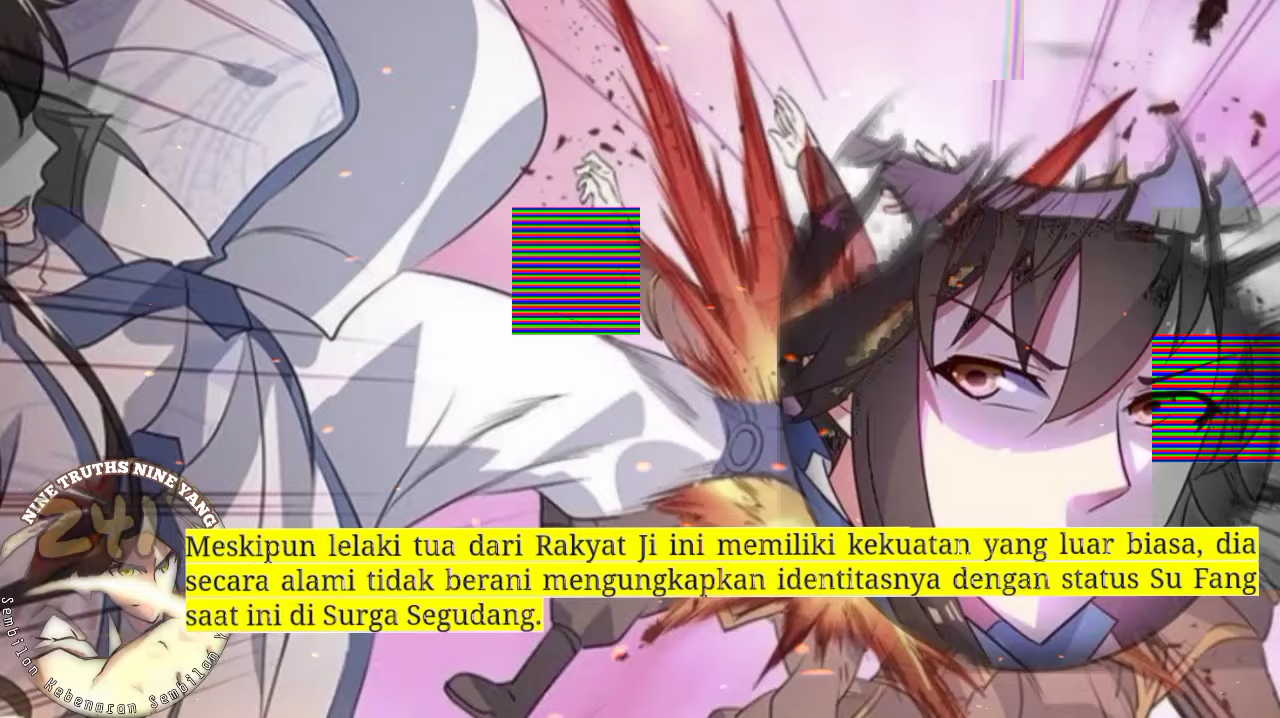 NINE TRUTHS NINE YANG
241
Meskipun lelaki tua dari Rakyat Ji ini memiliki kekuatan yang luar biasa, dia
secara alami tidak berani mengungkapkan identitasnya dengan status Su Fang
saat ini di Surga Segudang.
Sembilan Kebenaran Sembilan